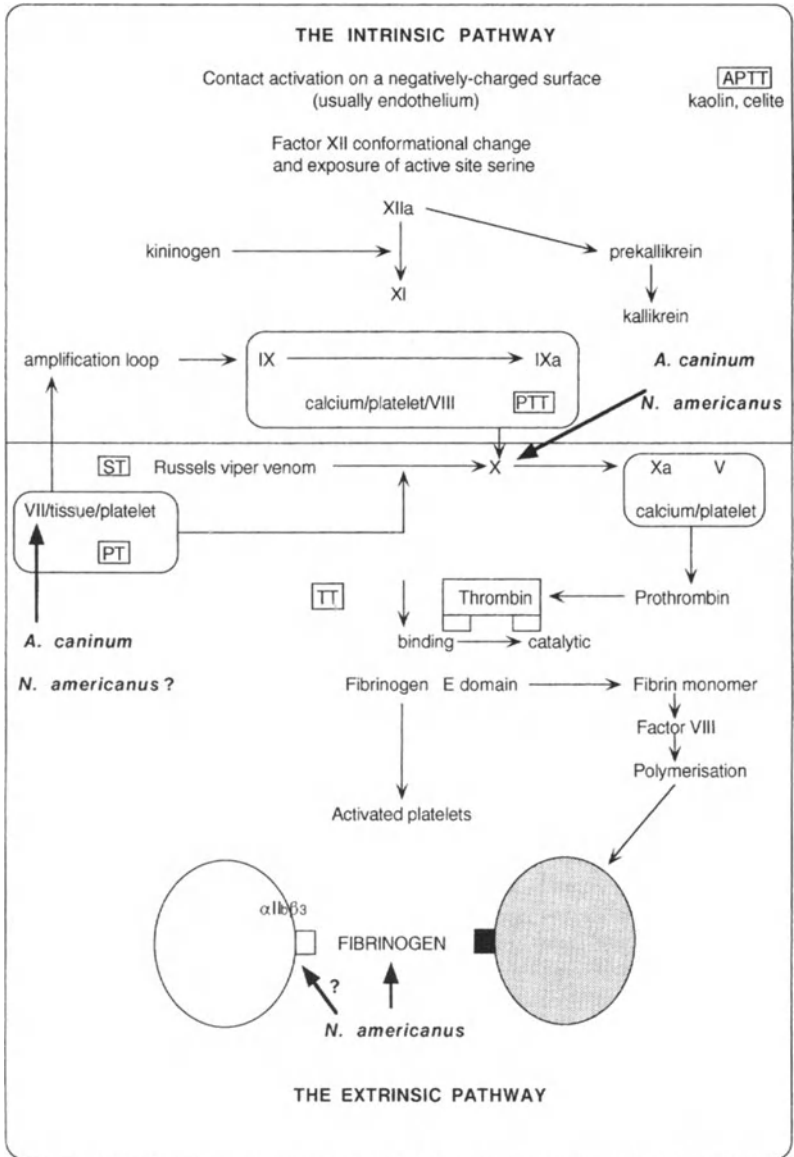 THE INTRINSIC PATHWAY
Contact activation on a negatively-charged surface
(usually endothelium)
APTT
kaolin, celite
Factor XII conformational change
and exposure of active site serine
XIIa
kininogen
prekallikrein
XI
kallikrein
amplification loop
IX
IXa
A. caninum
calcium/platelet/VIII
PTT
N. americanus
ST
Russels viper venom
X
Xa
V
VII/tissue/platelet
calcium/platelet
PT
TT
Thrombin
Prothrombin
A. caninum
binding
catalytic
N. americanus ?
Fibrinogen
E domain
Fibrin monomer
Factor VIII
Polymerisation
Activated platelets
αIIbβ3
FIBRINOGEN
?
N. americanus
THE EXTRINSIC PATHWAY